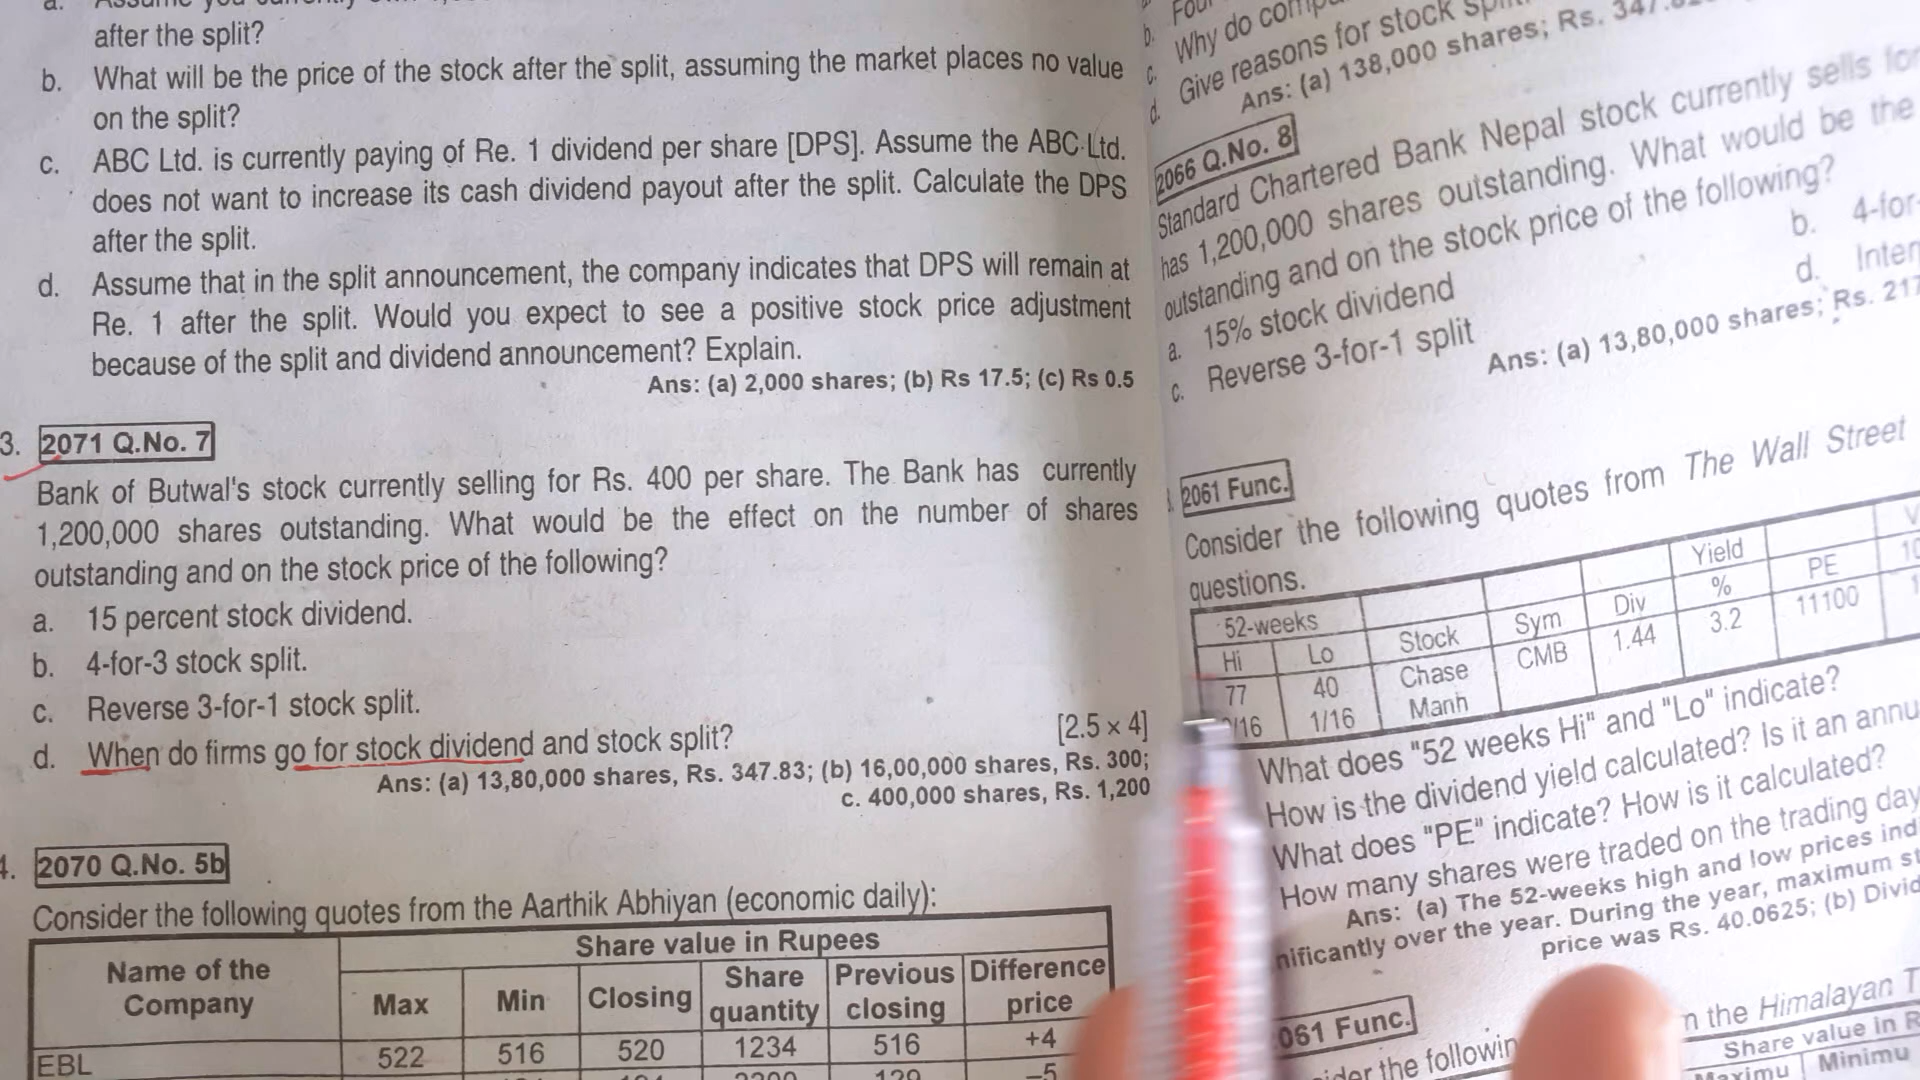 after the split?
b. What will be the price of the stock after the split, assuming the market places no value
on the split?
c. ABC Ltd. is currently paying of Re. 1 dividend per share [DPS]. Assume the ABC Ltd.
does not want to increase its cash dividend payout after the split. Calculate the DPS
after the split.
d. Assume that in the split announcement, the company indicates that DPS will remain at
Re. 1 after the split. Would you expect to see a positive stock price adjustment
because of the split and dividend announcement? Explain.
Ans: (a) 2,000 shares; (b) Rs 17.5; (c) Rs 0.5
3. 2071 Q.No. 7
Bank of Butwal's stock currently selling for Rs. 400 per share. The Bank has currently
1,200,000 shares outstanding. What would be the effect on the number of shares
outstanding and on the stock price of the following?
a. 15 percent stock dividend.
b. 4-for-3 stock split.
c. Reverse 3-for-1 stock split.
d. When do firms go for stock dividend and stock split?
[2.5 × 4]
Ans: (a) 13,80,000 shares, Rs. 347.83; (b) 16,00,000 shares, Rs. 300;
c. 400,000 shares, Rs. 1,200
4. 2070 Q.No. 5b
Consider the following quotes from the Aarthik Abhiyan (economic daily):
Name of the Company
Share value in Rupees
Max Min Closing Share quantity Previous closing Difference price
EBL 522 516 520 1234 516 +4
–5
b.
c. Why do
d. Give reasons for stock
Ans: (a) 138,000 shares; Rs.
2066 Q.No. 8
Standard Chartered Bank Nepal stock currently sells for
has 1,200,000 shares outstanding. What would be the
outstanding and on the stock price of the following?
a. 15% stock dividend
b. 4-for-
c. Reverse 3-for-1 split
d.
Ans: (a) 13,80,000 shares; Rs. 217
2061 Func.
Consider the following quotes from The Wall Street
questions.
52-weeks
Hi Lo Stock Sym Div Yield % PE
77 40 Chase CMB 1.44 3.2 11100
/16 1/16 Manh
What does "52 weeks Hi" and "Lo" indicate?
How is the dividend yield calculated? Is it an
What does "PE" indicate? How is it calculated?
How many shares were traded on the trading day
Ans: (a) The 52-weeks high and low prices
over the year. During the year, maximum
price was Rs. 40.0625; (b)
061 Func.
the Himalayan
Share value in